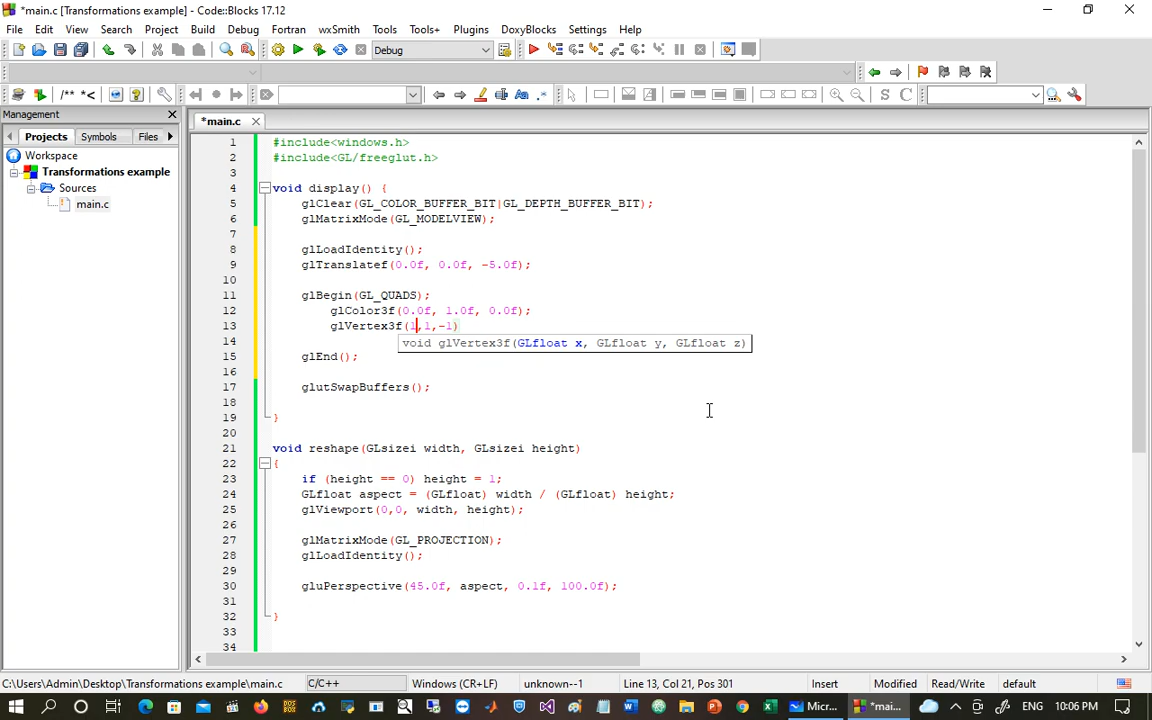 *main.c [Transformations example] - Code::Blocks 17.12
File Edit View Search Project Build Debug Fortran wxSmith Tools Tools+ Plugins DoxyBlocks Settings Help
Debug
/** *<
Management
Projects Symbols Files
*main.c
Workspace
Transformations example
Sources
main.c
1 #include<windows.h>
2 #include<GL/freeglut.h>
3
4 void display() {
5 glClear(GL_COLOR_BUFFER_BIT|GL_DEPTH_BUFFER_BIT);
6 glMatrixMode(GL_MODELVIEW);
7
8 glLoadIdentity();
9 glTranslatef(0.0f, 0.0f, -5.0f);
10
11 glBegin(GL_QUADS);
12 glColor3f(0.0f, 1.0f, 0.0f);
13 glVertex3f(1,1,-1)
void glVertex3f(GLfloat x, GLfloat y, GLfloat z)
14
15 glEnd();
16
17 glutSwapBuffers();
18
19 }
20
21 void reshape(GLsizei width, GLsizei height)
22 {
23 if (height == 0) height = 1;
24 GLfloat aspect = (GLfloat) width / (GLfloat) height;
25 glViewport(0,0, width, height);
26
27 glMatrixMode(GL_PROJECTION);
28 glLoadIdentity();
29
30 gluPerspective(45.0f, aspect, 0.1f, 100.0f);
31
32 }
33
34
C:\Users\Admin\Desktop\Transformations example\main.c C/C++ Windows (CR+LF) unknown--1 Line 13, Col 21, Pos 301 Insert Modified Read/Write default
Micr... *mai... ENG 10:06 PM